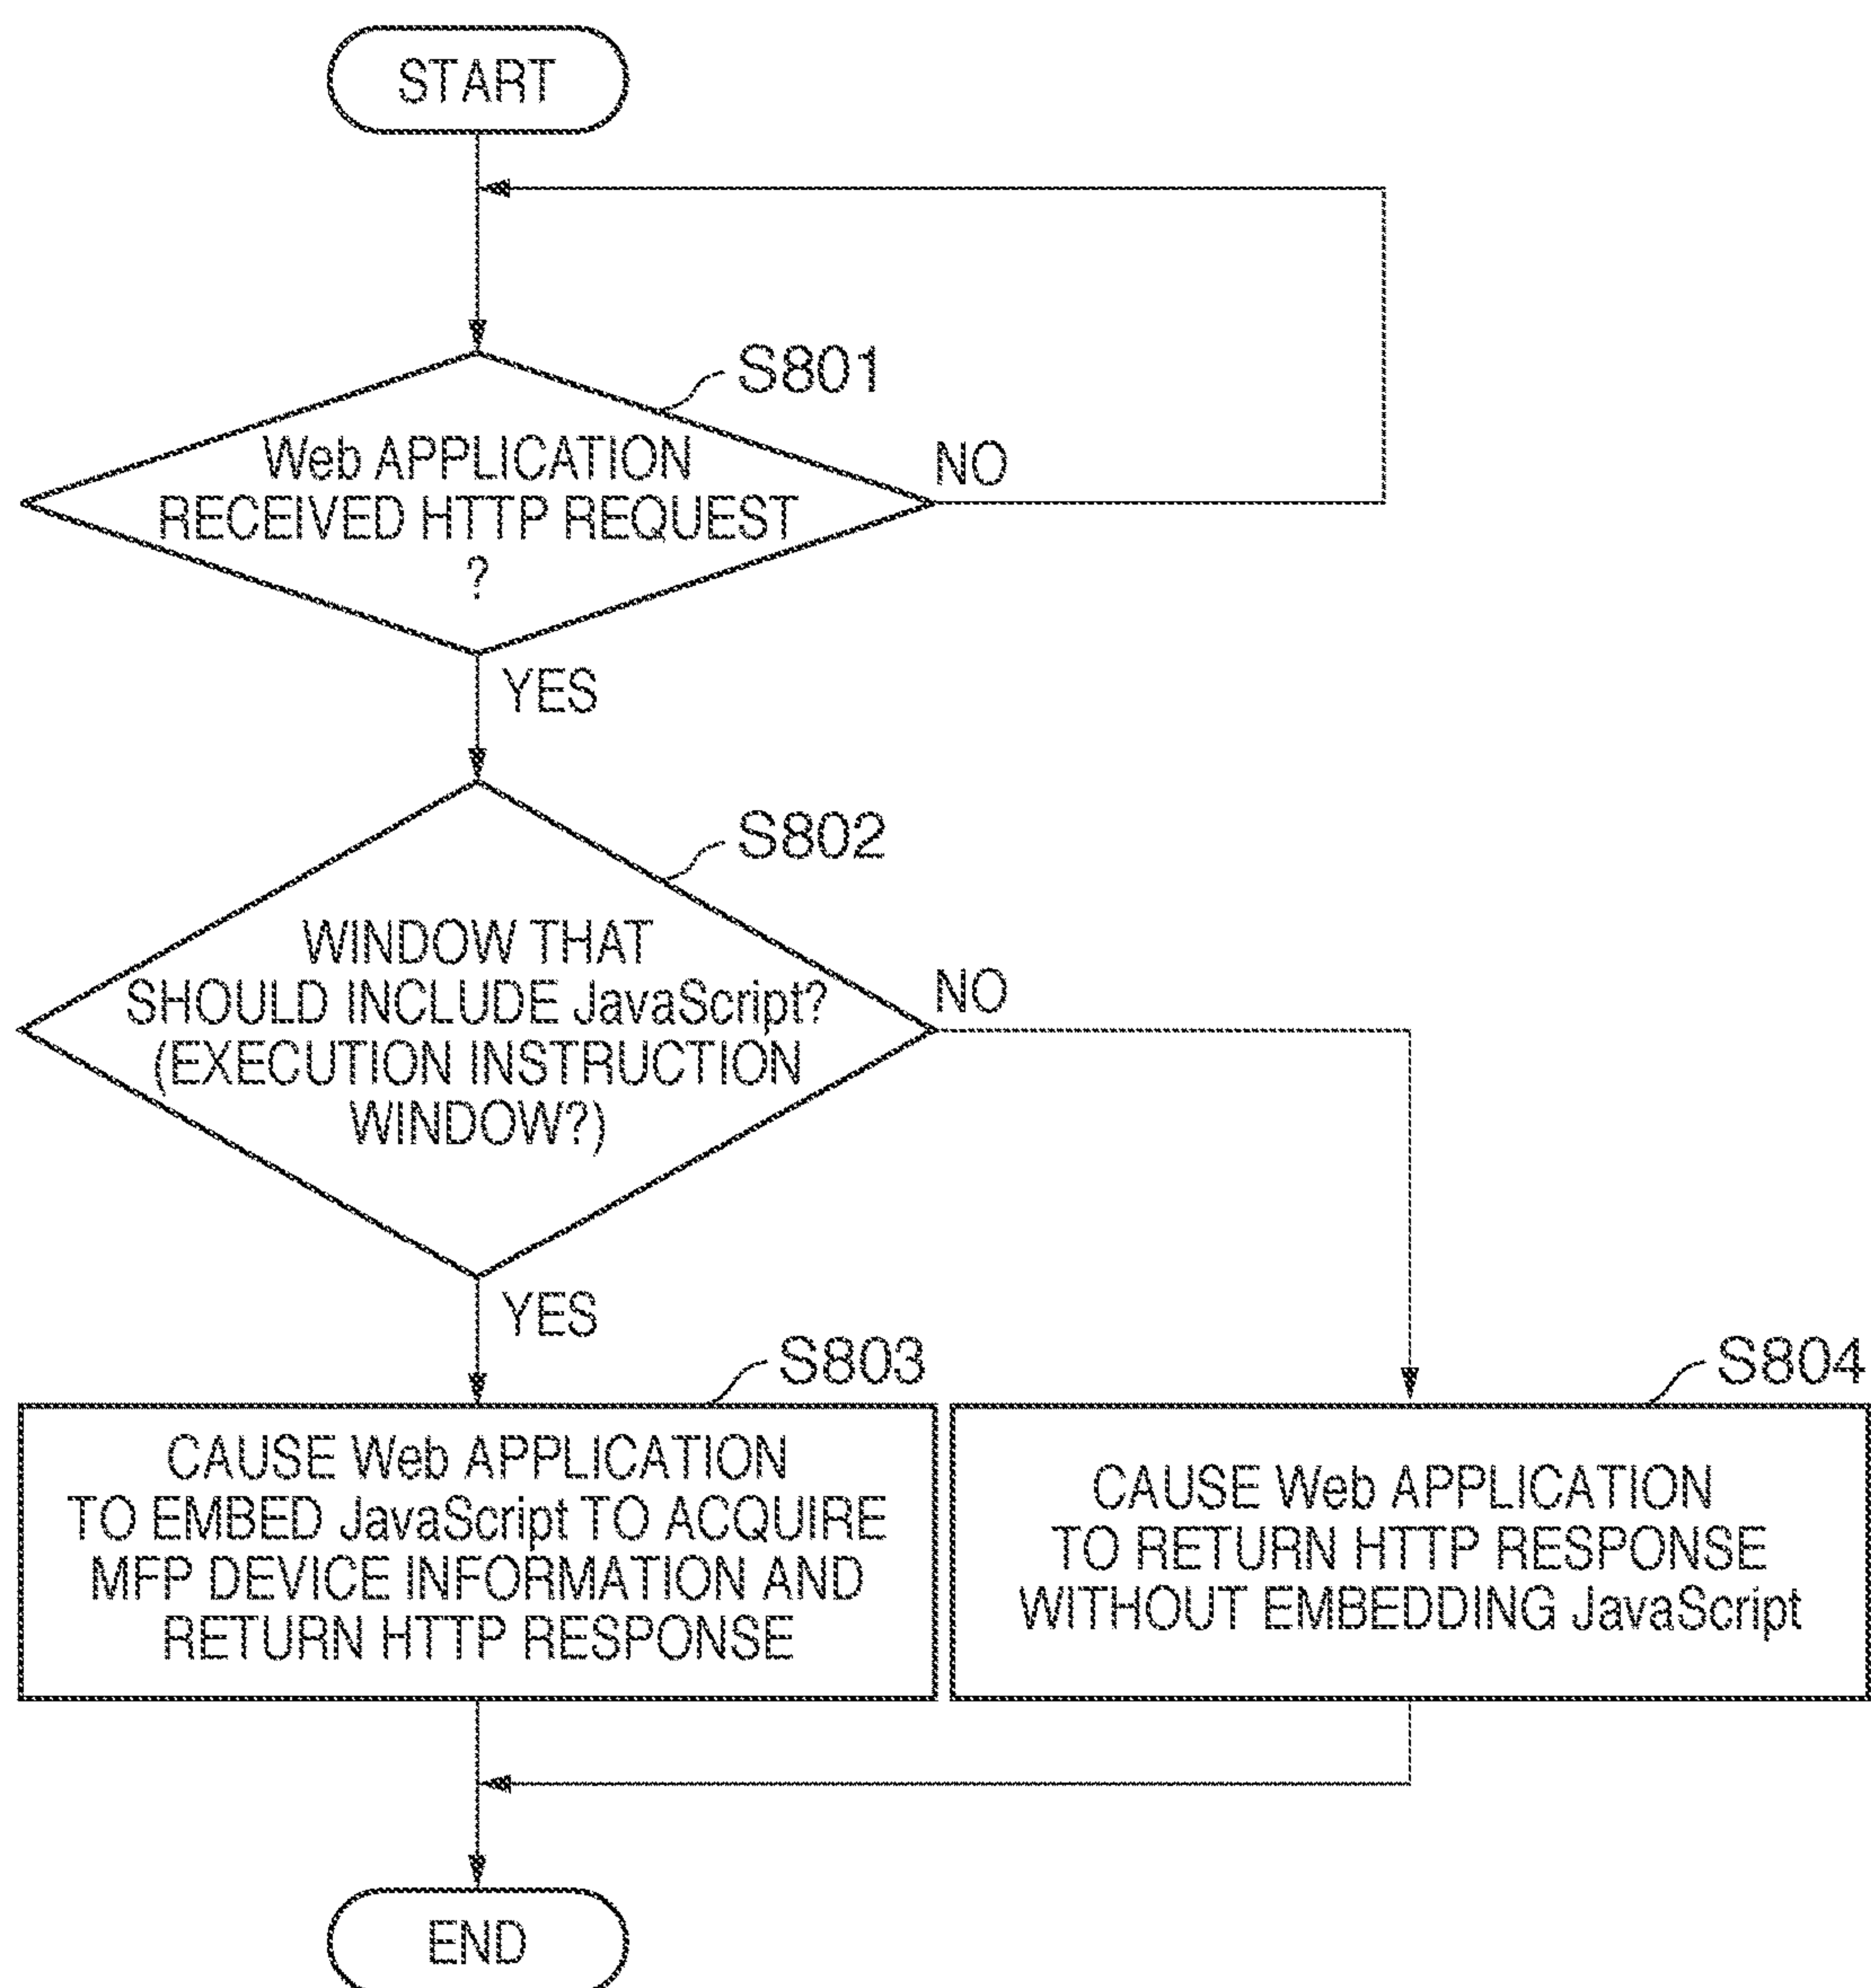 START
S801
Web APPLICATION
RECEIVED HTTP REQUEST
?
NO
YES
S802
WINDOW THAT
SHOULD INCLUDE JavaScript?
(EXECUTION INSTRUCTION
WINDOW?)
NO
YES
S803
CAUSE Web APPLICATION
TO EMBED JavaScript TO ACQUIRE
MFP DEVICE INFORMATION AND
RETURN HTTP RESPONSE
S804
CAUSE Web APPLICATION
TO RETURN HTTP RESPONSE
WITHOUT EMBEDDING JavaScript
END